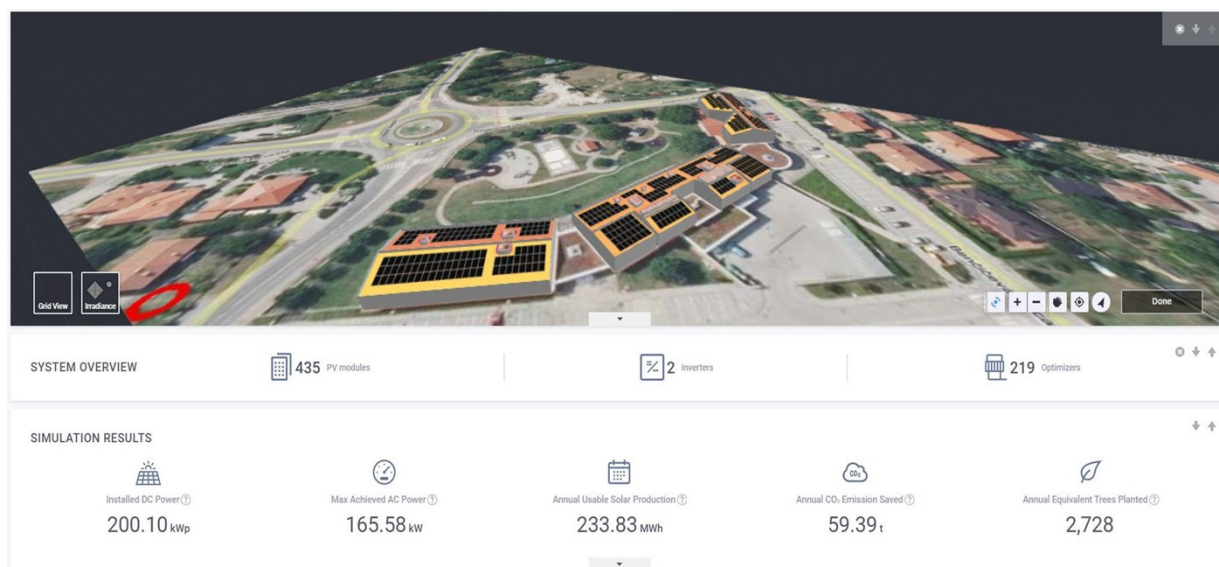 Grid View
Irradiance
Done
SYSTEM OVERVIEW
435 PV modules
2 Inverters
219 Optimizers
SIMULATION RESULTS
Installed DC Power ?
200.10 kWp
Max Achieved AC Power ?
165.58 kW
Annual Usable Solar Production ?
233.83 MWh
CO₂
Annual CO₂ Emission Saved ?
59.39 t
Annual Equivalent Trees Planted ?
2,728